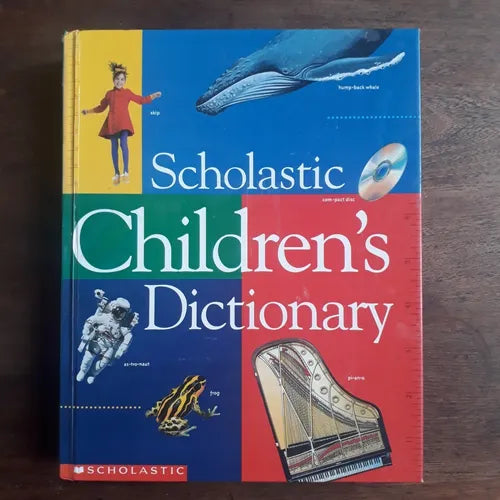 skip
hump·back whale
Scholastic
com·pact disc
Children's
Dictionary
as·tro·naut
pi·an·o
frog
SCHOLASTIC